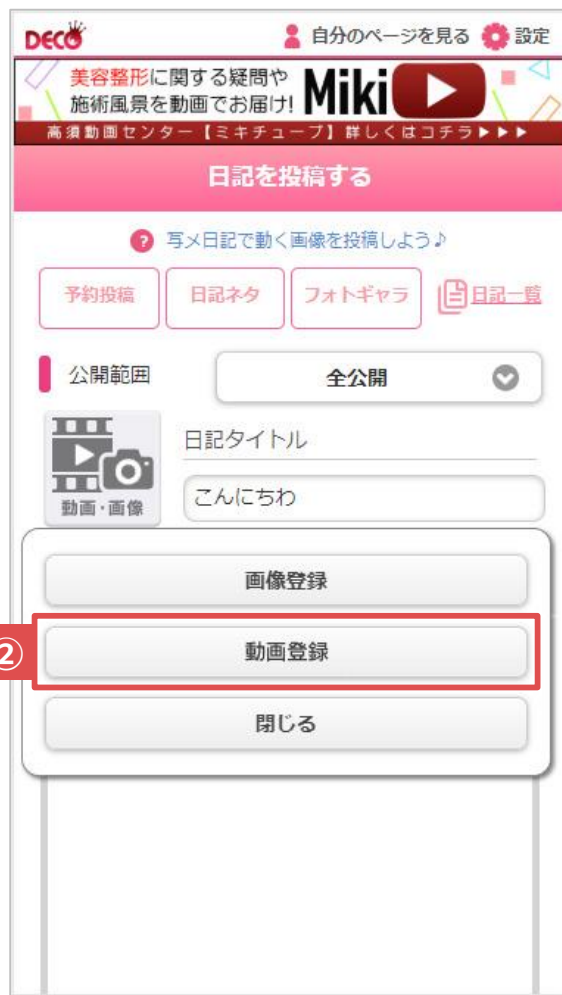 DECO
自分のページを見る 設定
美容整形に関する疑問や
施術風景を動画でお届け!
Miki
高須動画センター【ミキチューブ】詳しくはコチラ▶▶▶
日記を投稿する
? 写メ日記で動く画像を投稿しよう♪
予約投稿 日記ネタ フォトギャラ 日記一覧
公開範囲 全公開
日記タイトル
動画・画像
こんにちわ
画像登録
② 動画登録
閉じる